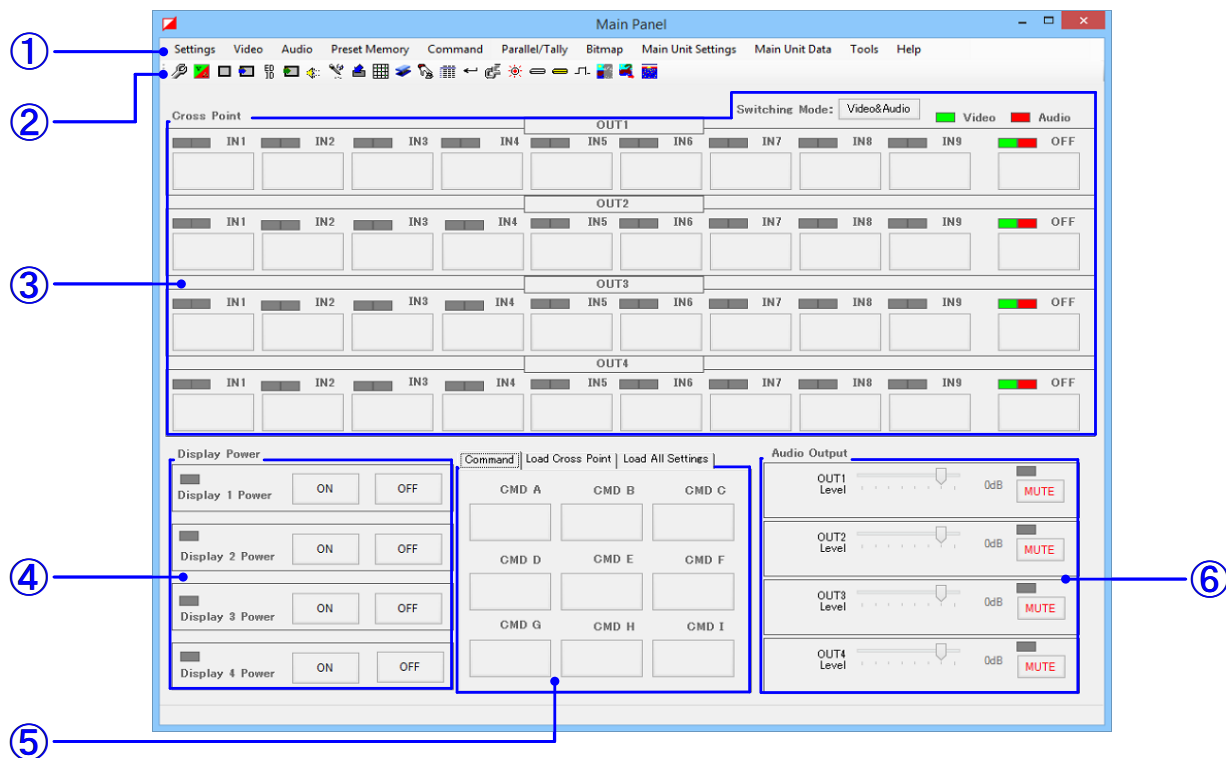 Main Panel
① Settings Video Audio Preset Memory Command Parallel/Tally Bitmap Main Unit Settings Main Unit Data Tools Help
②
Cross Point Switching Mode: Video&Audio Video Audio
OUT1
IN1 IN2 IN3 IN4 IN5 IN6 IN7 IN8 IN9 OFF
OUT2
IN1 IN2 IN3 IN4 IN5 IN6 IN7 IN8 IN9 OFF
③
OUT3
IN1 IN2 IN3 IN4 IN5 IN6 IN7 IN8 IN9 OFF
OUT4
IN1 IN2 IN3 IN4 IN5 IN6 IN7 IN8 IN9 OFF
Display Power
Display 1 Power ON OFF
Display 2 Power ON OFF
④
Display 3 Power ON OFF
Display 4 Power ON OFF
Command Load Cross Point Load All Settings
CMD A CMD B CMD C
CMD D CMD E CMD F
CMD G CMD H CMD I
⑤
Audio Output
OUT1 Level 0dB MUTE
OUT2 Level 0dB MUTE
⑥
OUT3 Level 0dB MUTE
OUT4 Level 0dB MUTE